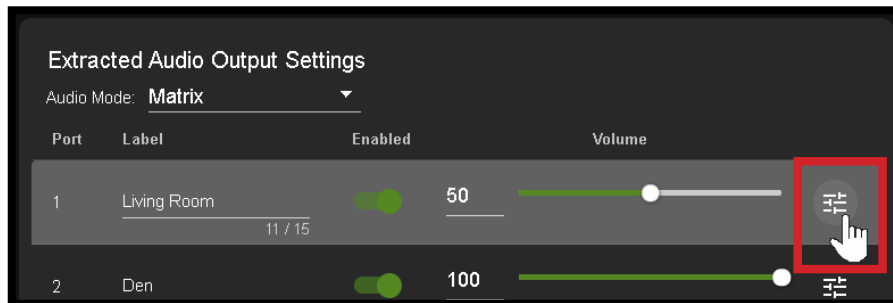 Extracted Audio Output Settings
Audio Mode: Matrix
Port Label Enabled Volume
1 Living Room 50
11 / 15
2 Den 100